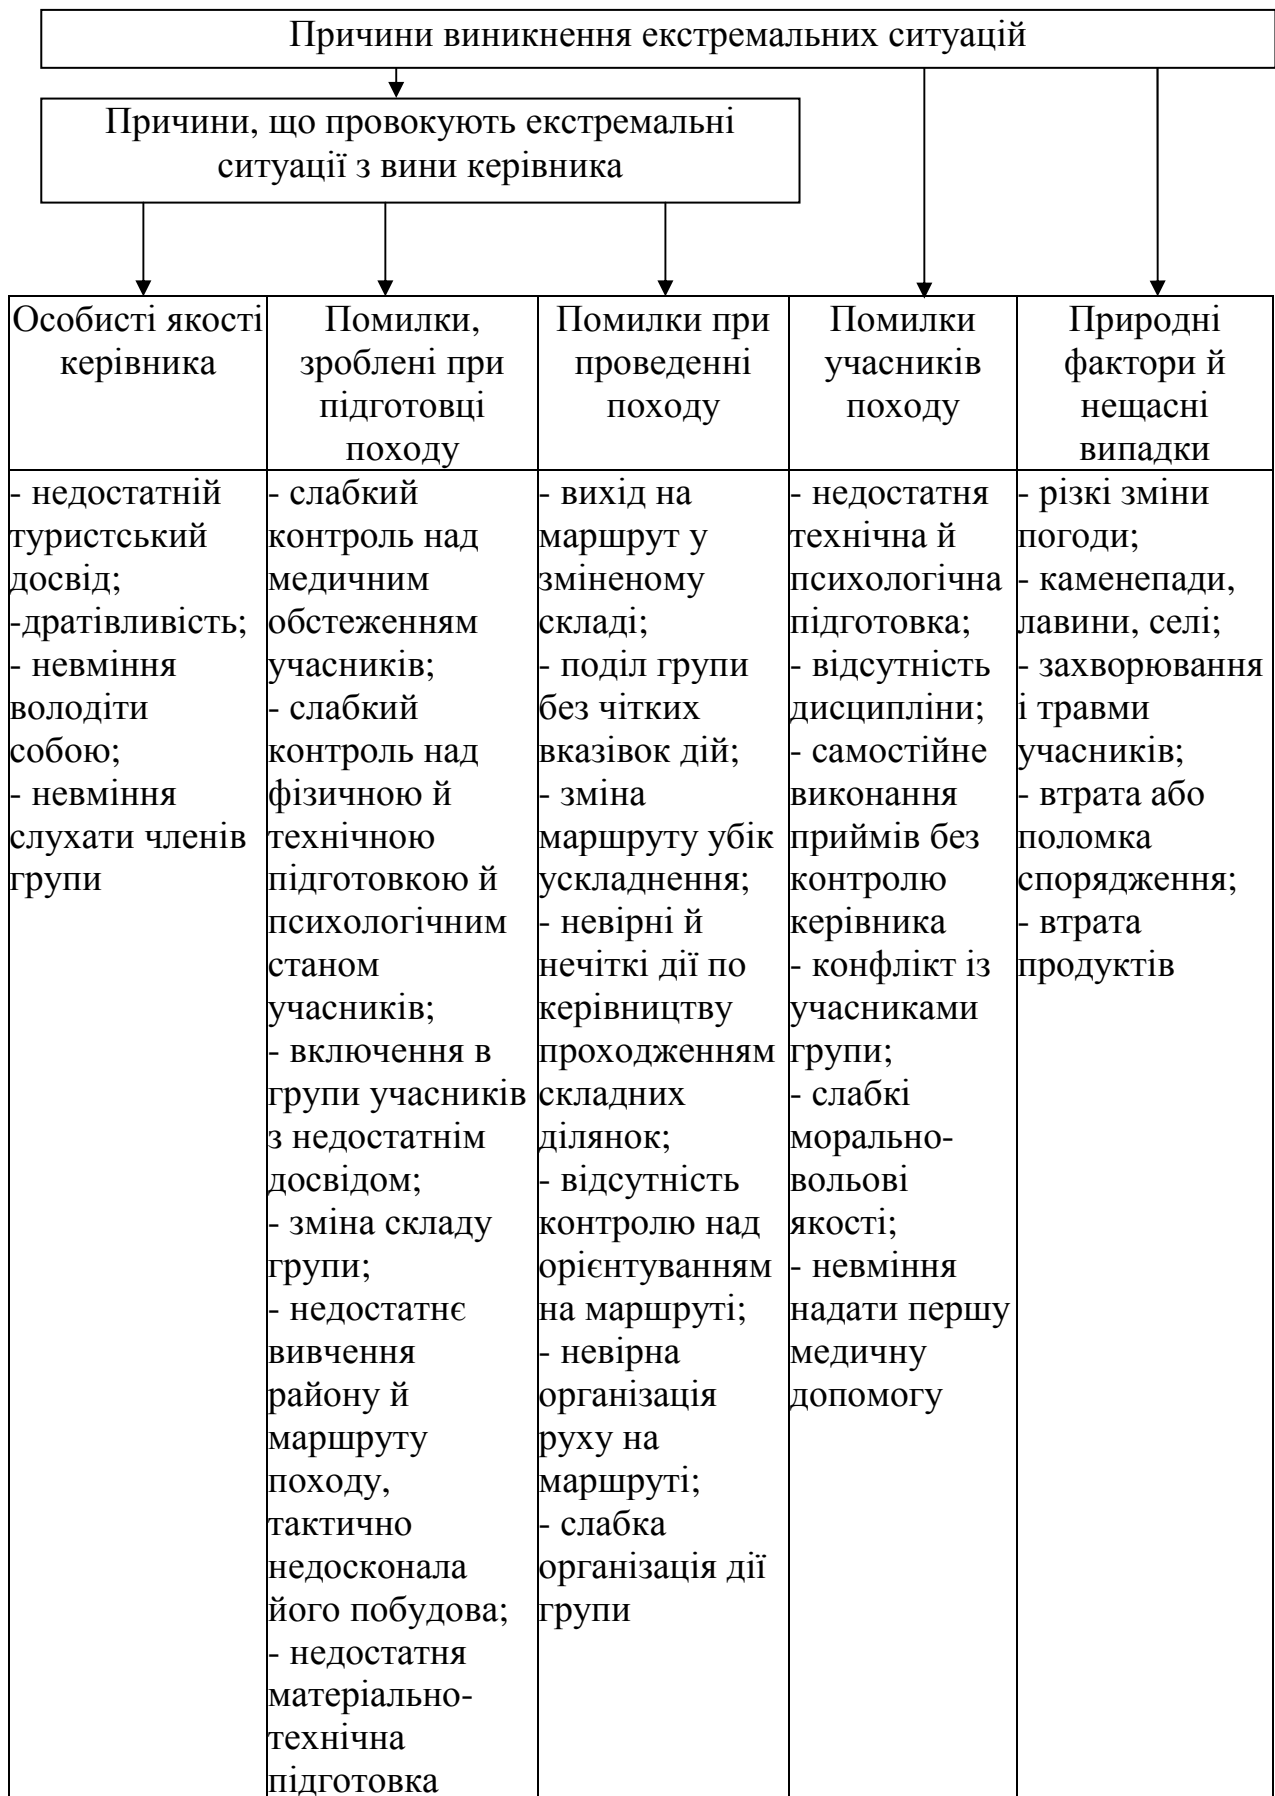 Причини виникнення екстремальних ситуацій
Причини, що провокують екстремальні
ситуації з вини керівника
Особисті якості
керівника
Помилки,
зроблені при
підготовці
походу
Помилки при
проведенні
походу
Помилки
учасників
походу
Природні
фактори й
нещасні
випадки
- недостатній
туристський
досвід;
-дратівливість;
- невміння
володіти
собою;
- невміння
слухати членів
групи
- слабкий
контроль над
медичним
обстеженням
учасників;
- слабкий
контроль над
фізичною й
технічною
підготовкою й
психологічним
станом
учасників;
- включення в
групи учасників
з недостатнім
досвідом;
- зміна складу
групи;
- недостатнє
вивчення
району й
маршруту
походу,
тактично
недосконала
його побудова;
- недостатня
матеріально-
технічна
підготовка
- вихід на
маршрут у
зміненому
складі;
- поділ групи
без чітких
вказівок дій;
- зміна
маршруту убік
ускладнення;
- невірні й
нечіткі дії по
керівництву
проходженням
складних
ділянок;
- відсутність
контролю над
орієнтуванням
на маршруті;
- невірна
організація
руху на
маршруті;
- слабка
організація дії
групи
- недостатня
технічна й
психологічна
підготовка;
- відсутність
дисципліни;
- самостійне
виконання
приймів без
контролю
керівника
- конфлікт із
учасниками
групи;
- слабкі
морально-
вольові
якості;
- невміння
надати першу
медичну
допомогу
- різкі зміни
погоди;
- каменепади,
лавини, селі;
- захворювання
і травми
учасників;
- втрата або
поломка
спорядження;
- втрата
продуктів